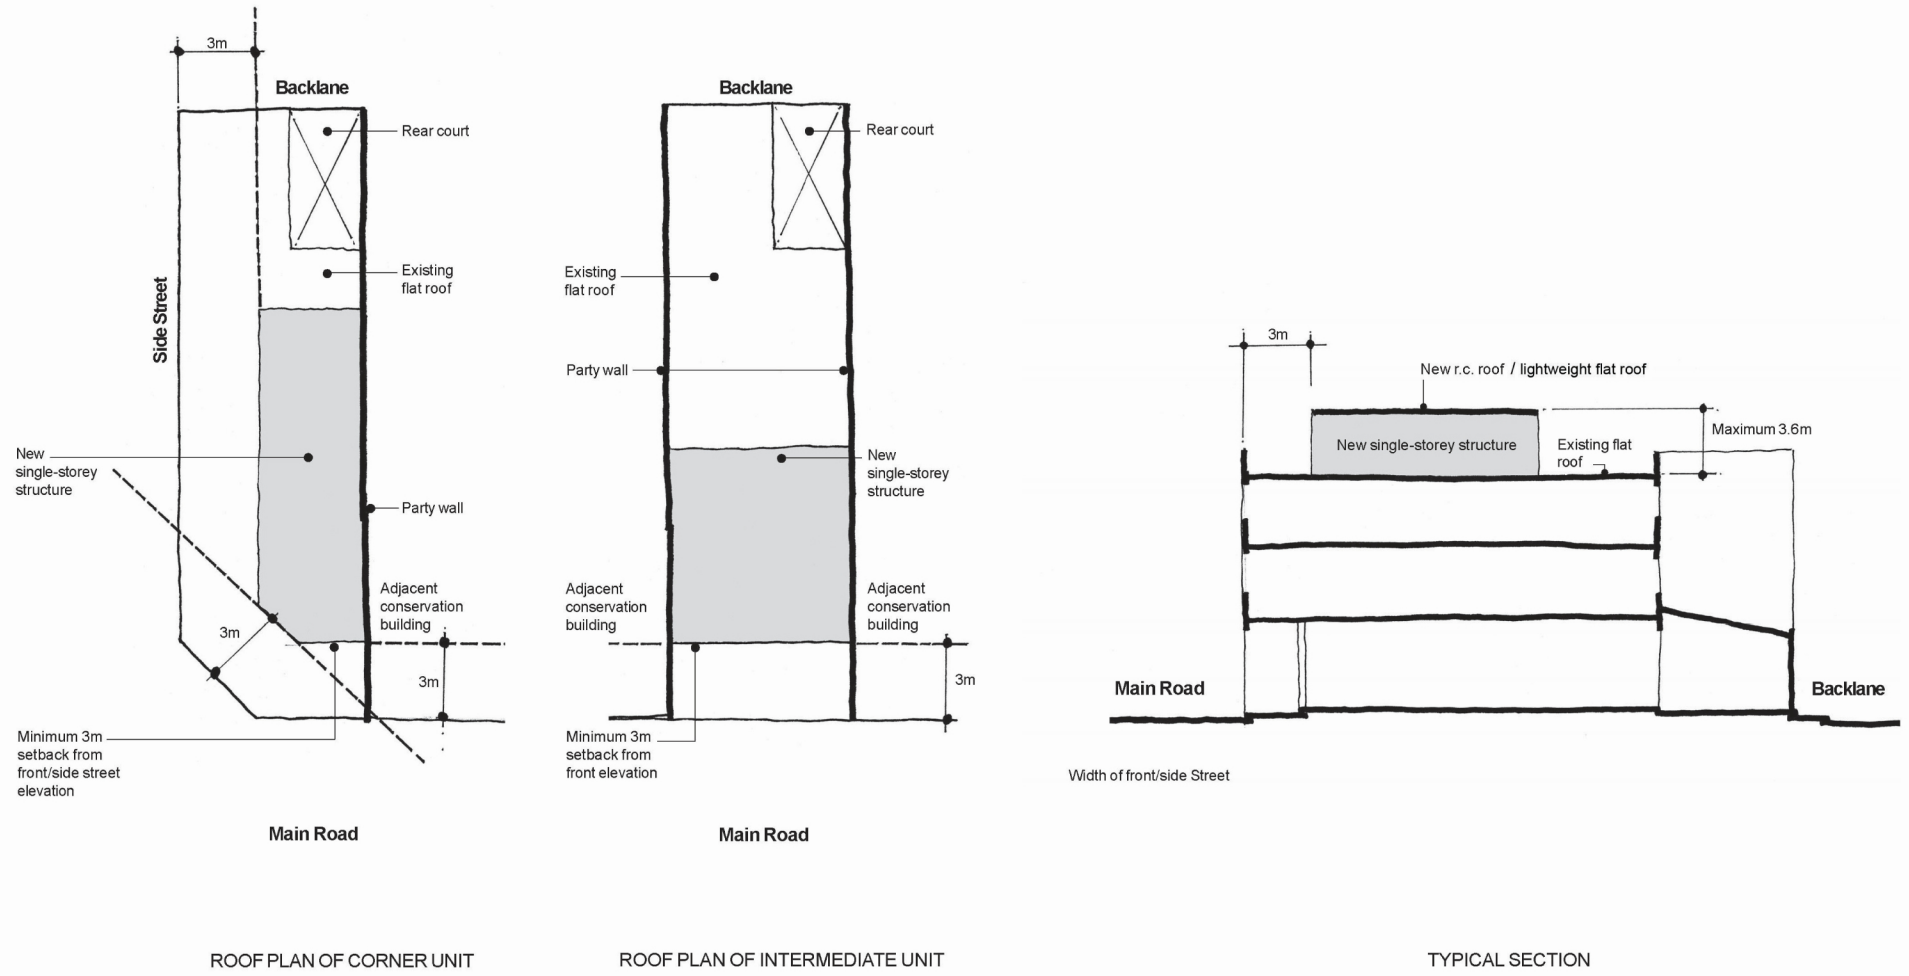 3m
Backlane
Rear court
Existing
flat roof
Side Street
New
single-storey
structure
Party wall
Adjacent
conservation
building
3m
3m
Minimum 3m
setback from
front/side street
elevation
Main Road
ROOF PLAN OF CORNER UNIT
Backlane
Rear court
Existing
flat roof
Party wall
New
single-storey
structure
Adjacent
conservation
building
Adjacent
conservation
building
3m
Minimum 3m
setback from
front elevation
Main Road
ROOF PLAN OF INTERMEDIATE UNIT
3m
New r.c. roof / lightweight flat roof
Maximum 3.6m
New single-storey structure
Existing flat
roof
Main Road
Backlane
Width of front/side Street
TYPICAL SECTION